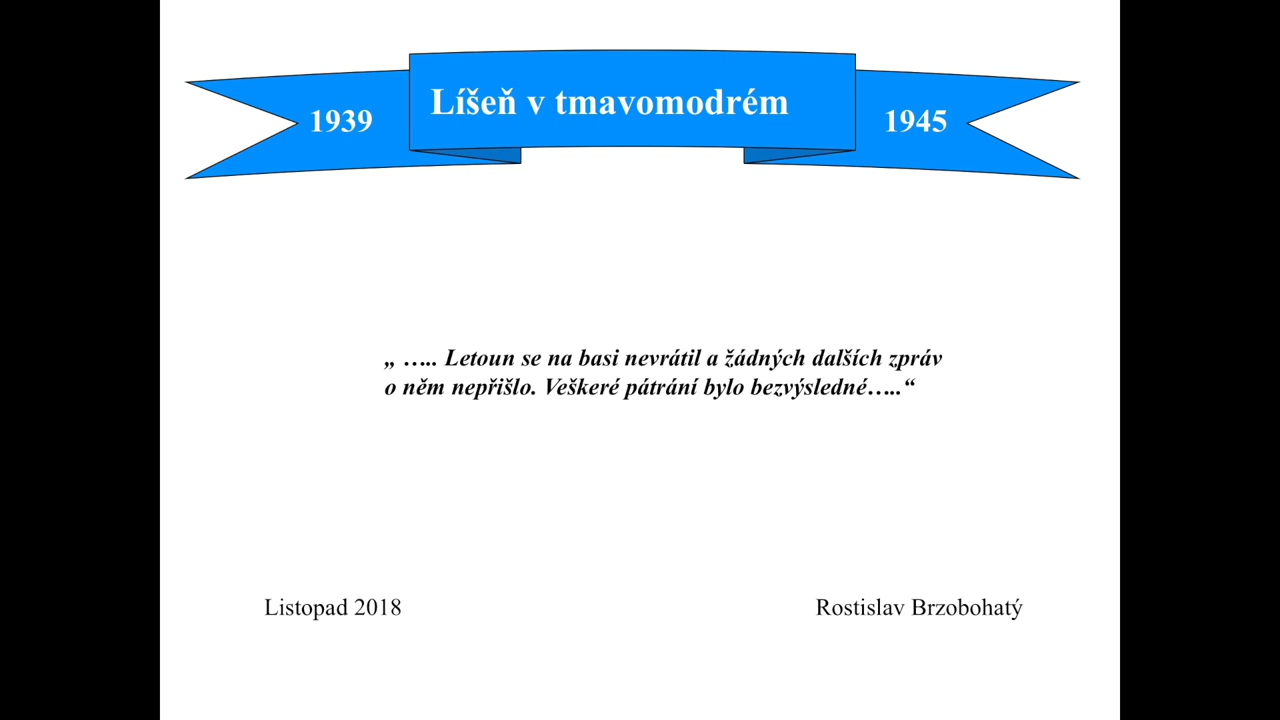 Líšeň v tmavomodrém
1939
1945
„ ….. Letoun se na basi nevrátil a žádných dalších zpráv
o něm nepřišlo. Veškeré pátrání bylo bezvýsledné…..“
Listopad 2018
Rostislav Brzobohatý